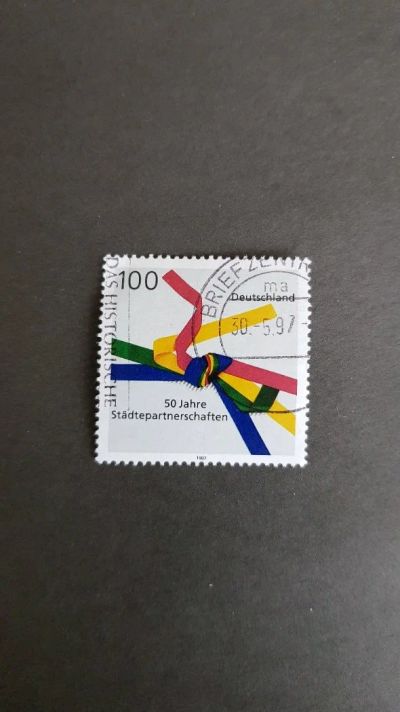 100
Deutschland
50 Jahre
Städtepartnerschaften
1997
BRIEFZENTR
ma
30.-5.97-
DAS HISTORISCHE